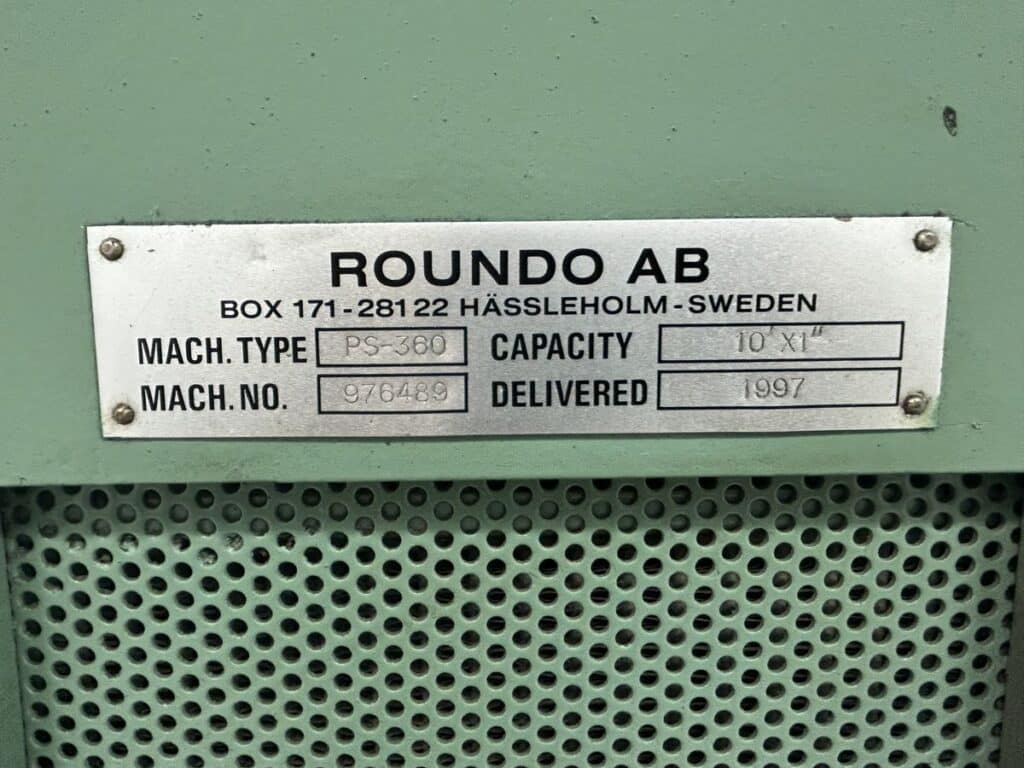 ROUNDO AB
BOX 171-281 22 HÄSSLEHOLM-SWEDEN
MACH. TYPE PS-360 CAPACITY 10' X1"
MACH. NO. 976489 DELIVERED 1997